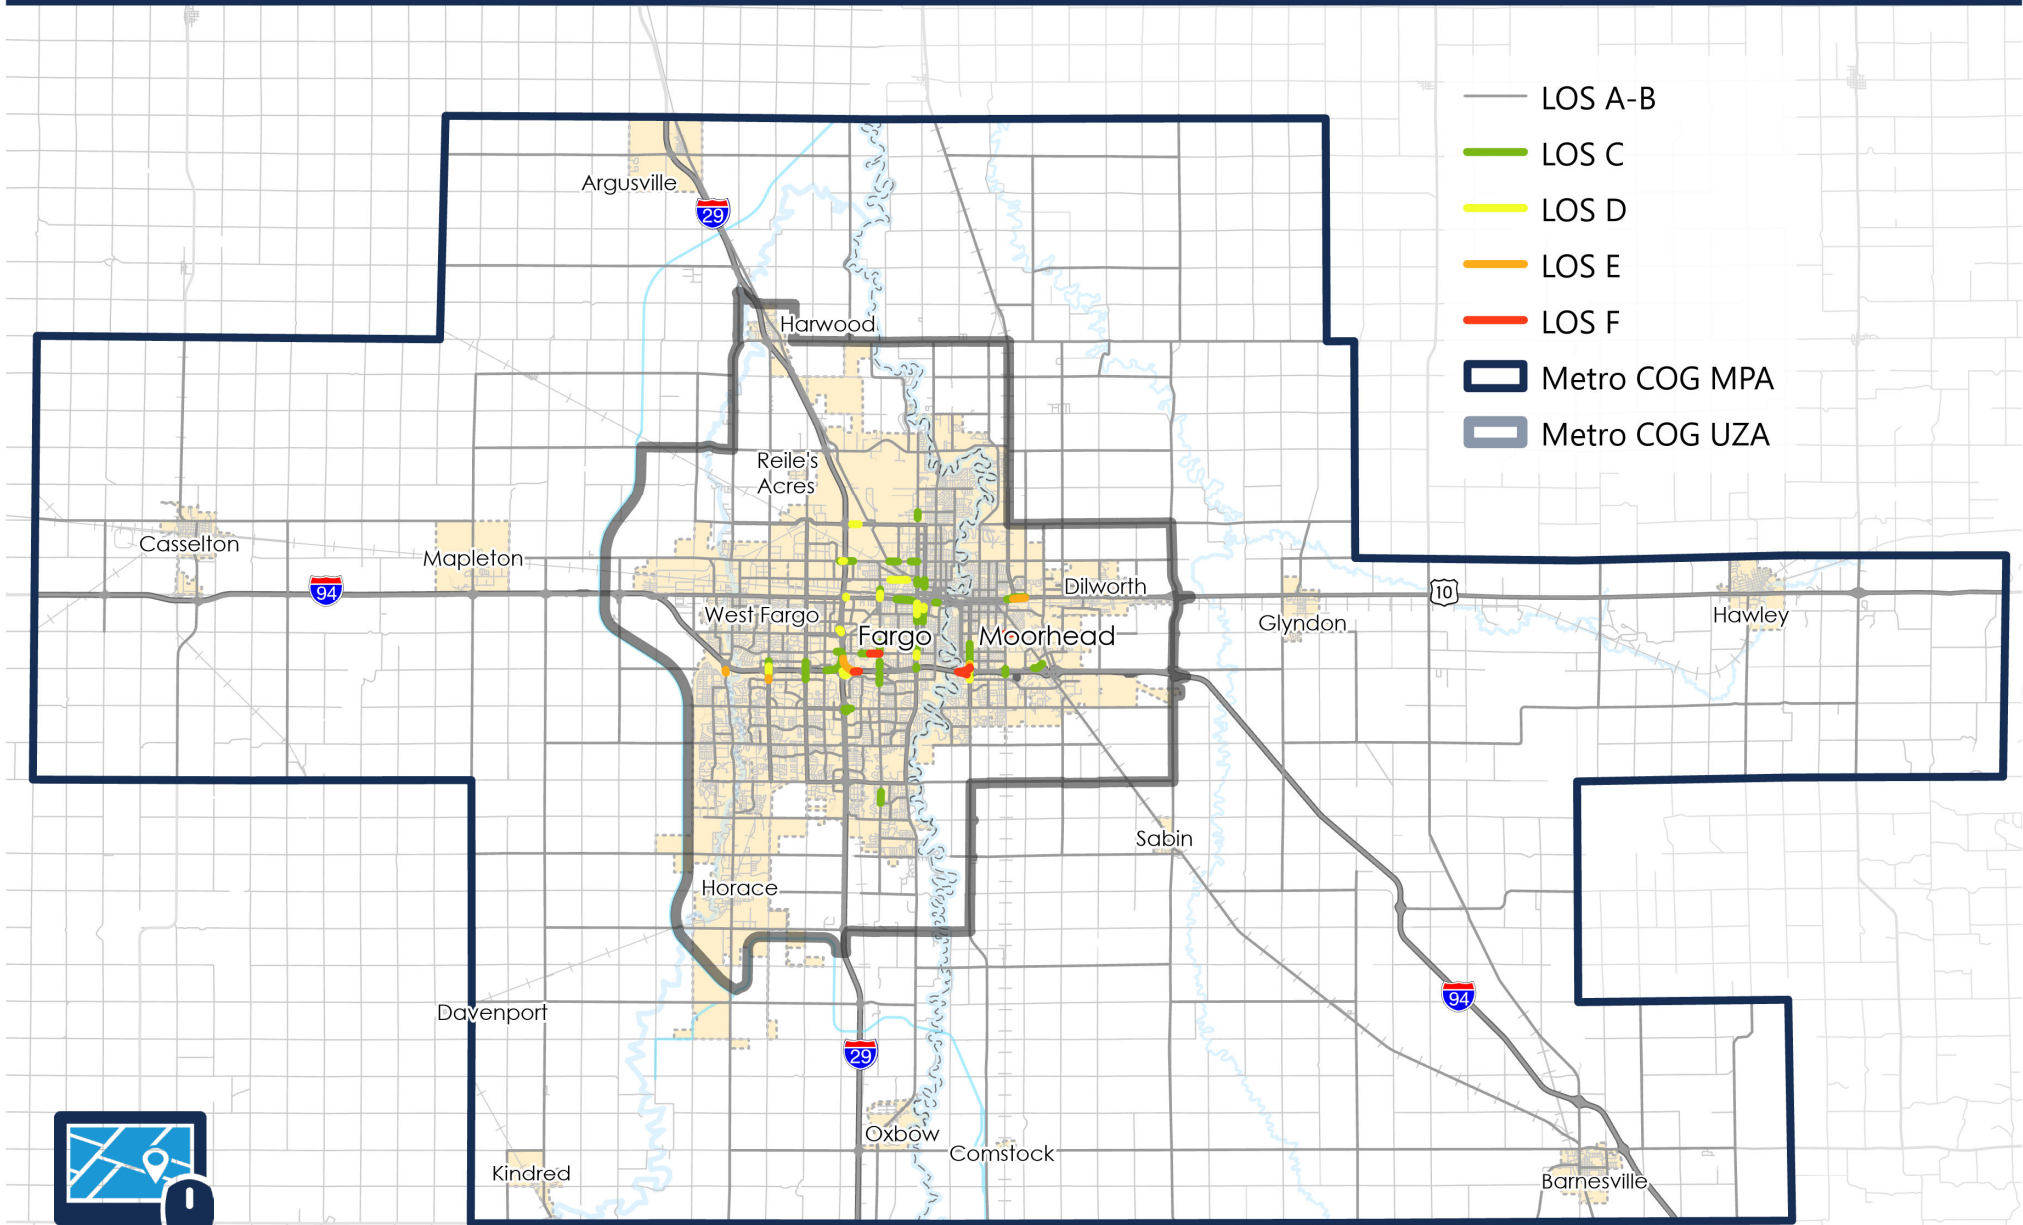 LOS A-B
LOS C
LOS D
LOS E
LOS F
Metro COG MPA
Metro COG UZA
Argusville
29
Harwood
Reile's
Acres
Casselton
Mapleton
94
West Fargo
Fargo
Moorhead
Dilworth
Glyndon
10
Hawley
Sabin
Horace
Davenport
94
29
Oxbow
Comstock
Kindred
Barnesville